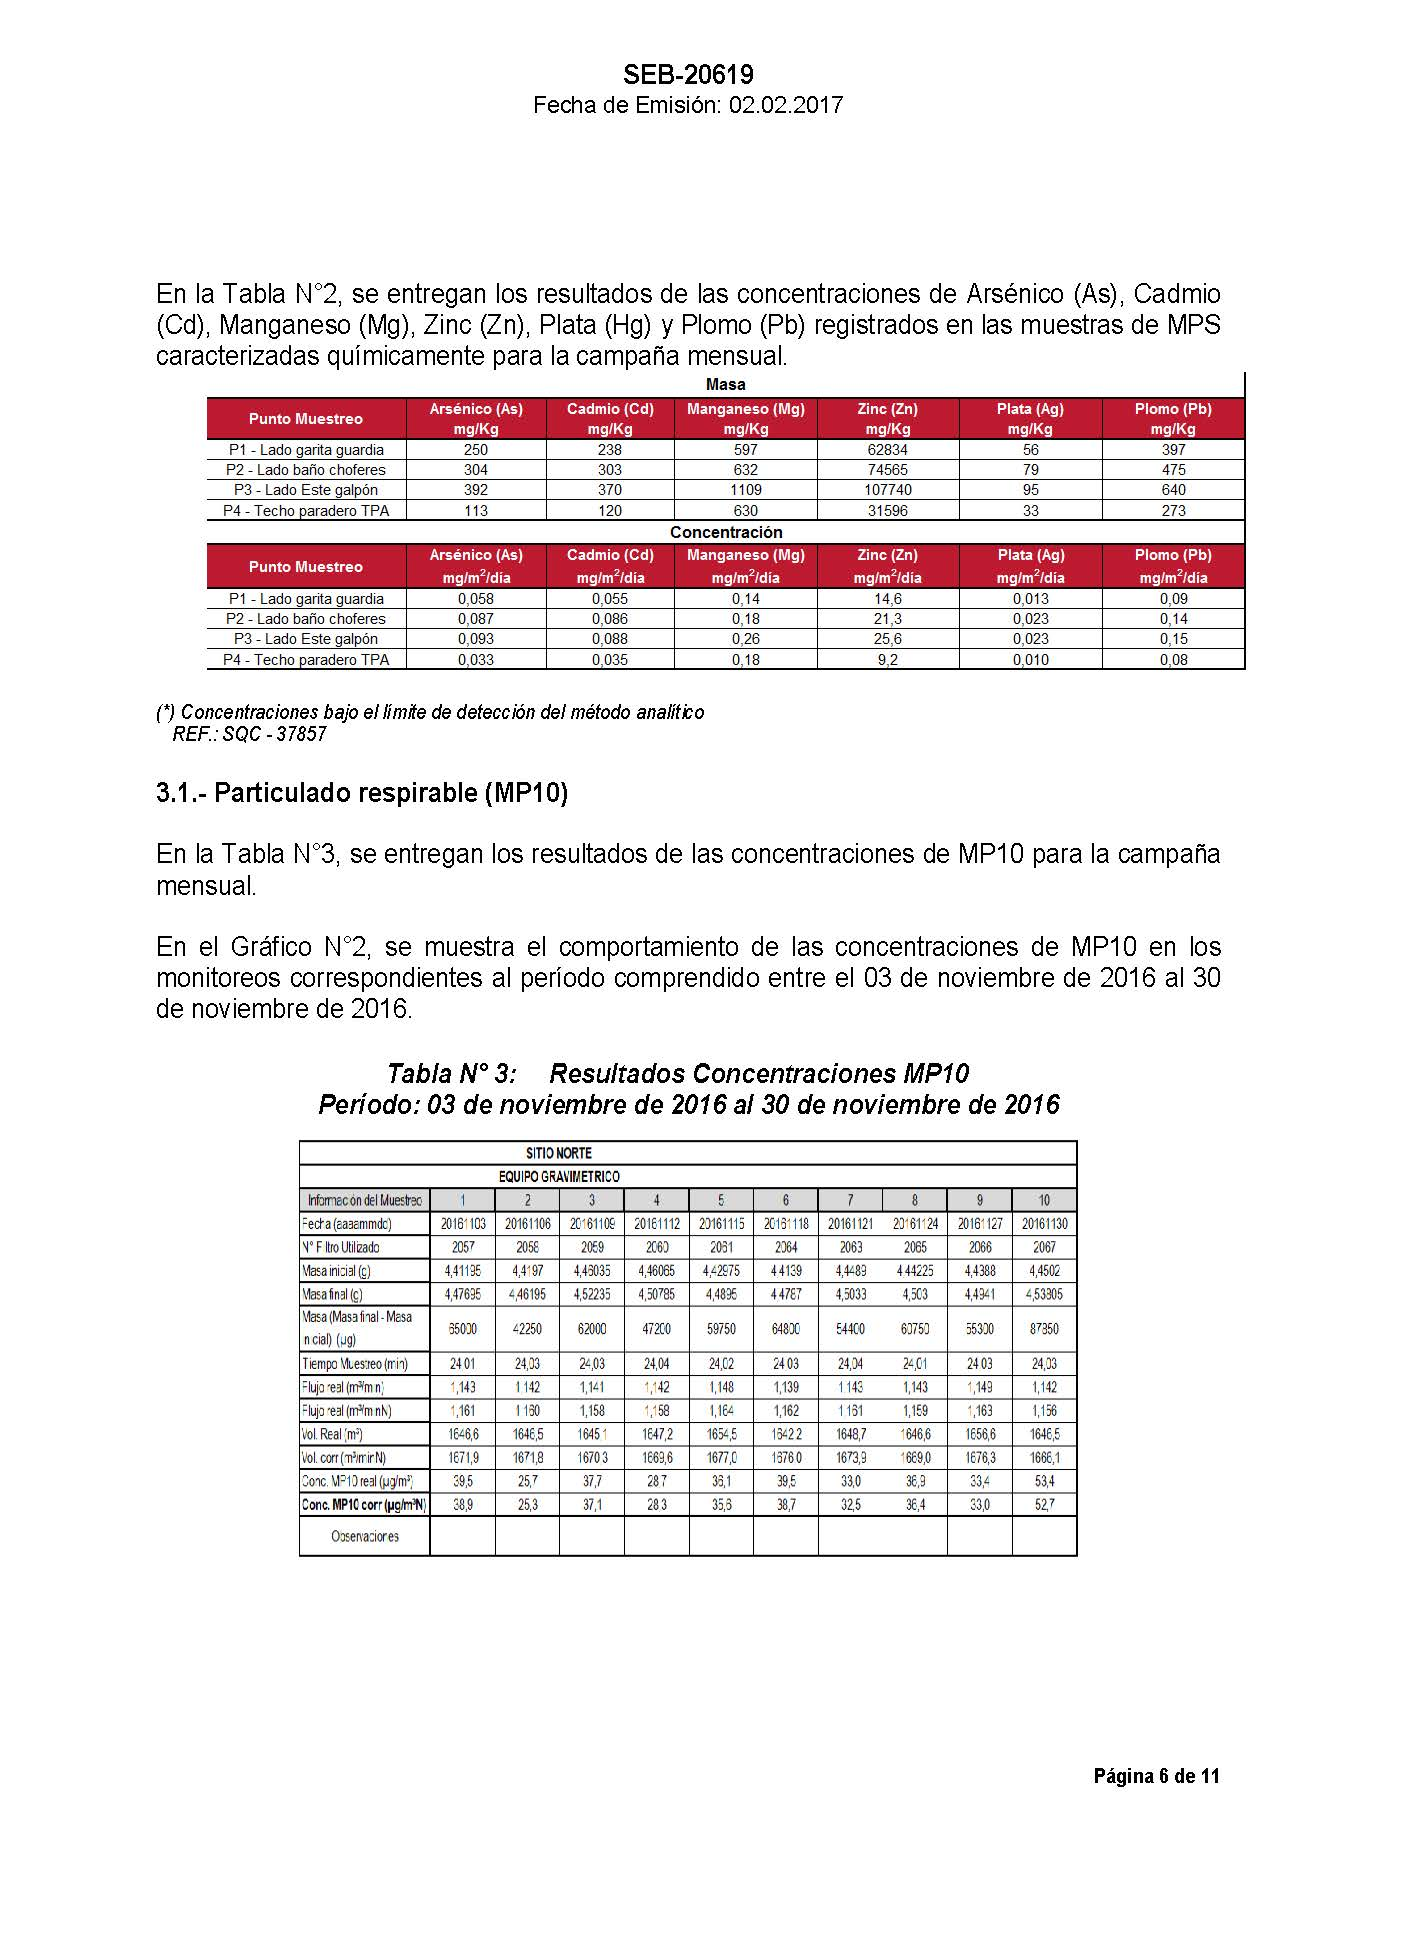 SEB-20619
Fecha de Emisión: 02.02.2017
En la Tabla N°2, se entregan los resultados de las concentraciones de Arsénico (As), Cadmio
(Cd), Manganeso (Mg), Zinc (Zn), Plata (Hg) y Plomo (Pb) registrados en las muestras de MPS
caracterizadas químicamente para la campaña mensual.
Masa
Punto Muestreo Arsénico (As) mg/Kg Cadmio (Cd) mg/Kg Manganeso (Mg) mg/Kg Zinc (Zn) mg/Kg Plata (Ag) mg/Kg Plomo (Pb) mg/Kg
P1 - Lado garita guardia 250 238 597 62834 56 397
P2 - Lado baño choferes 304 303 632 74565 79 475
P3 - Lado Este galpón 392 370 1109 107740 95 640
P4 - Techo paradero TPA 113 120 630 31596 33 273
Concentración
Punto Muestreo Arsénico (As) mg/m²/día Cadmio (Cd) mg/m²/día Manganeso (Mg) mg/m²/día Zinc (Zn) mg/m²/día Plata (Ag) mg/m²/día Plomo (Pb) mg/m²/día
P1 - Lado garita guardia 0,058 0,055 0,14 14,6 0,013 0,09
P2 - Lado baño choferes 0,087 0,086 0,18 21,3 0,023 0,14
P3 - Lado Este galpón 0,093 0,088 0,26 25,6 0,023 0,15
P4 - Techo paradero TPA 0,033 0,035 0,18 9,2 0,010 0,08
(*) Concentraciones bajo el límite de detección del método analítico
REF.: SQC - 37857
3.1.- Particulado respirable (MP10)
En la Tabla N°3, se entregan los resultados de las concentraciones de MP10 para la campaña
mensual.
En el Gráfico N°2, se muestra el comportamiento de las concentraciones de MP10 en los
monitoreos correspondientes al período comprendido entre el 03 de noviembre de 2016 al 30
de noviembre de 2016.
Tabla N° 3: Resultados Concentraciones MP10
Período: 03 de noviembre de 2016 al 30 de noviembre de 2016
SITIO NORTE
EQUIPO GRAVIMETRICO
Información del Muestreo 1 2 3 4 5 6 7 8 9 10
Fecha (aaaammdd) 20161103 20161106 20161109 20161112 20161115 20161118 20161121 20161124 20161127 20161130
N° Filtro Utilizado 2057 2058 2059 2060 2061 2064 2063 2065 2066 2067
Masa inicial (g) 4,41195 4,4197 4,46035 4,46065 4,42975 4,4139 4,4489 4,44225 4,4388 4,4502
Masa final (g) 4,47695 4,46195 4,52235 4,50785 4,4895 4,4787 4,5033 4,503 4,4941 4,53805
Masa (Masa final - Masa
inicial) (µg) 65000 42250 62000 47200 59750 64800 54400 60750 55300 87850
Tiempo Muestreo (min) 24,01 24,03 24,03 24,04 24,02 24,03 24,04 24,01 24,03 24,03
Flujo real (m³/min) 1,143 1,142 1,141 1,142 1,148 1,139 1,143 1,143 1,149 1,142
Flujo real (m³/minN) 1,161 1,160 1,158 1,158 1,164 1,162 1,161 1,159 1,163 1,156
Vol. Real (m³) 1646,6 1646,5 1645,1 1647,2 1654,5 1642,2 1648,7 1646,6 1656,6 1646,5
Vol. corr (m³/minN) 1671,9 1671,8 1670,3 1669,6 1677,0 1676,0 1673,9 1669,0 1676,3 1666,1
Conc. MP10 real (µg/m³) 39,5 25,7 37,7 28,7 36,1 39,5 33,0 36,9 33,4 53,4
Conc. MP10 corr (µg/m³N) 38,9 25,3 37,1 28,3 35,6 38,7 32,5 36,4 33,0 52,7
Observaciones
Página 6 de 11